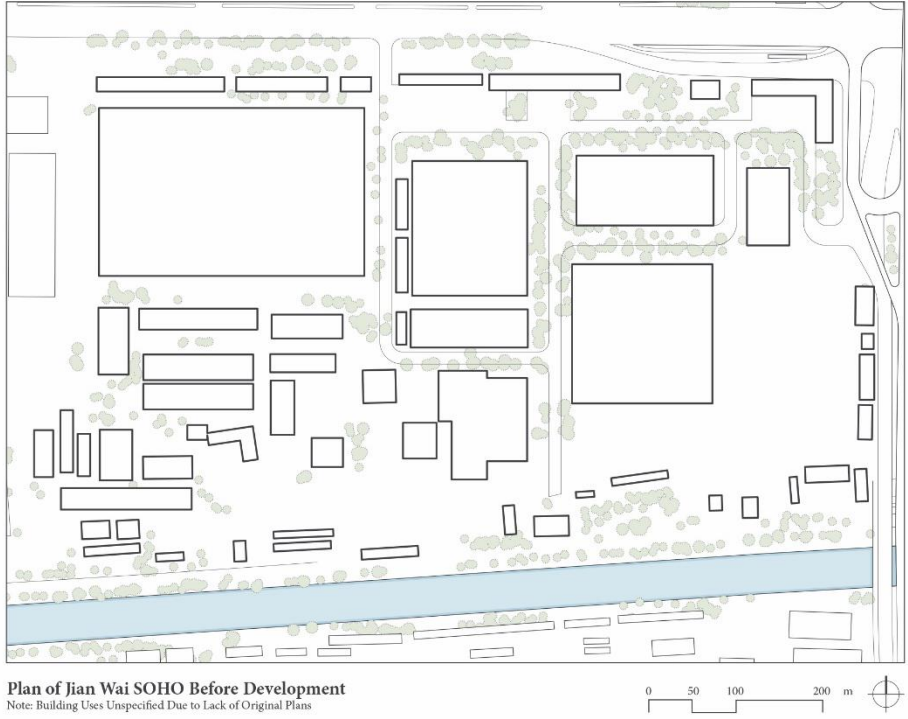 Plan of Jian Wai SOHO Before Development
Note: Building Uses Unspecified Due to Lack of Original Plans
0 50 100 200 m